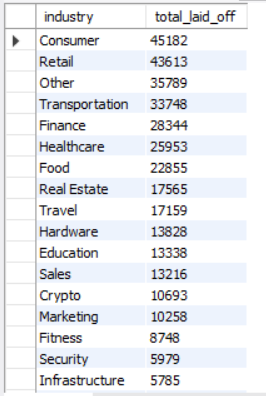 industry total_laid_off
Consumer 45182
Retail 43613
Other 35789
Transportation 33748
Finance 28344
Healthcare 25953
Food 22855
Real Estate 17565
Travel 17159
Hardware 13828
Education 13338
Sales 13216
Crypto 10693
Marketing 10258
Fitness 8748
Security 5979
Infrastructure 5785